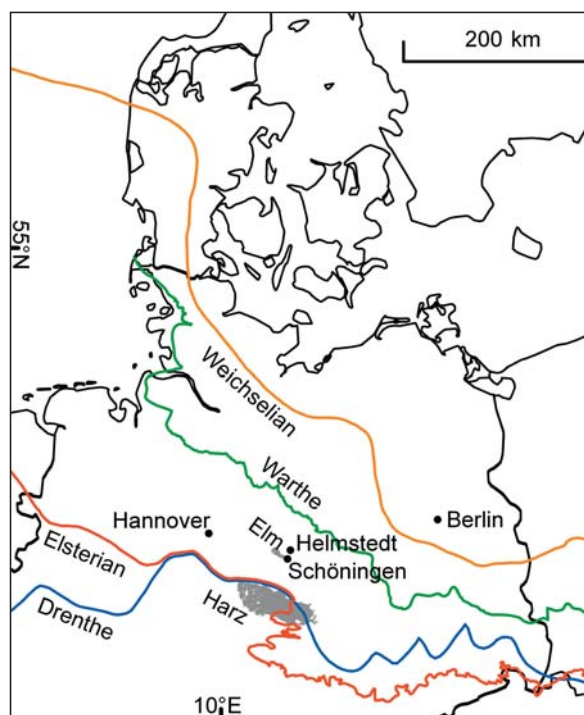 200 km
55°N
Weichselian
Warthe
Berlin
Hannover
Elm
Helmstedt
Schöningen
Elsterian
Drenthe
Harz
10°E